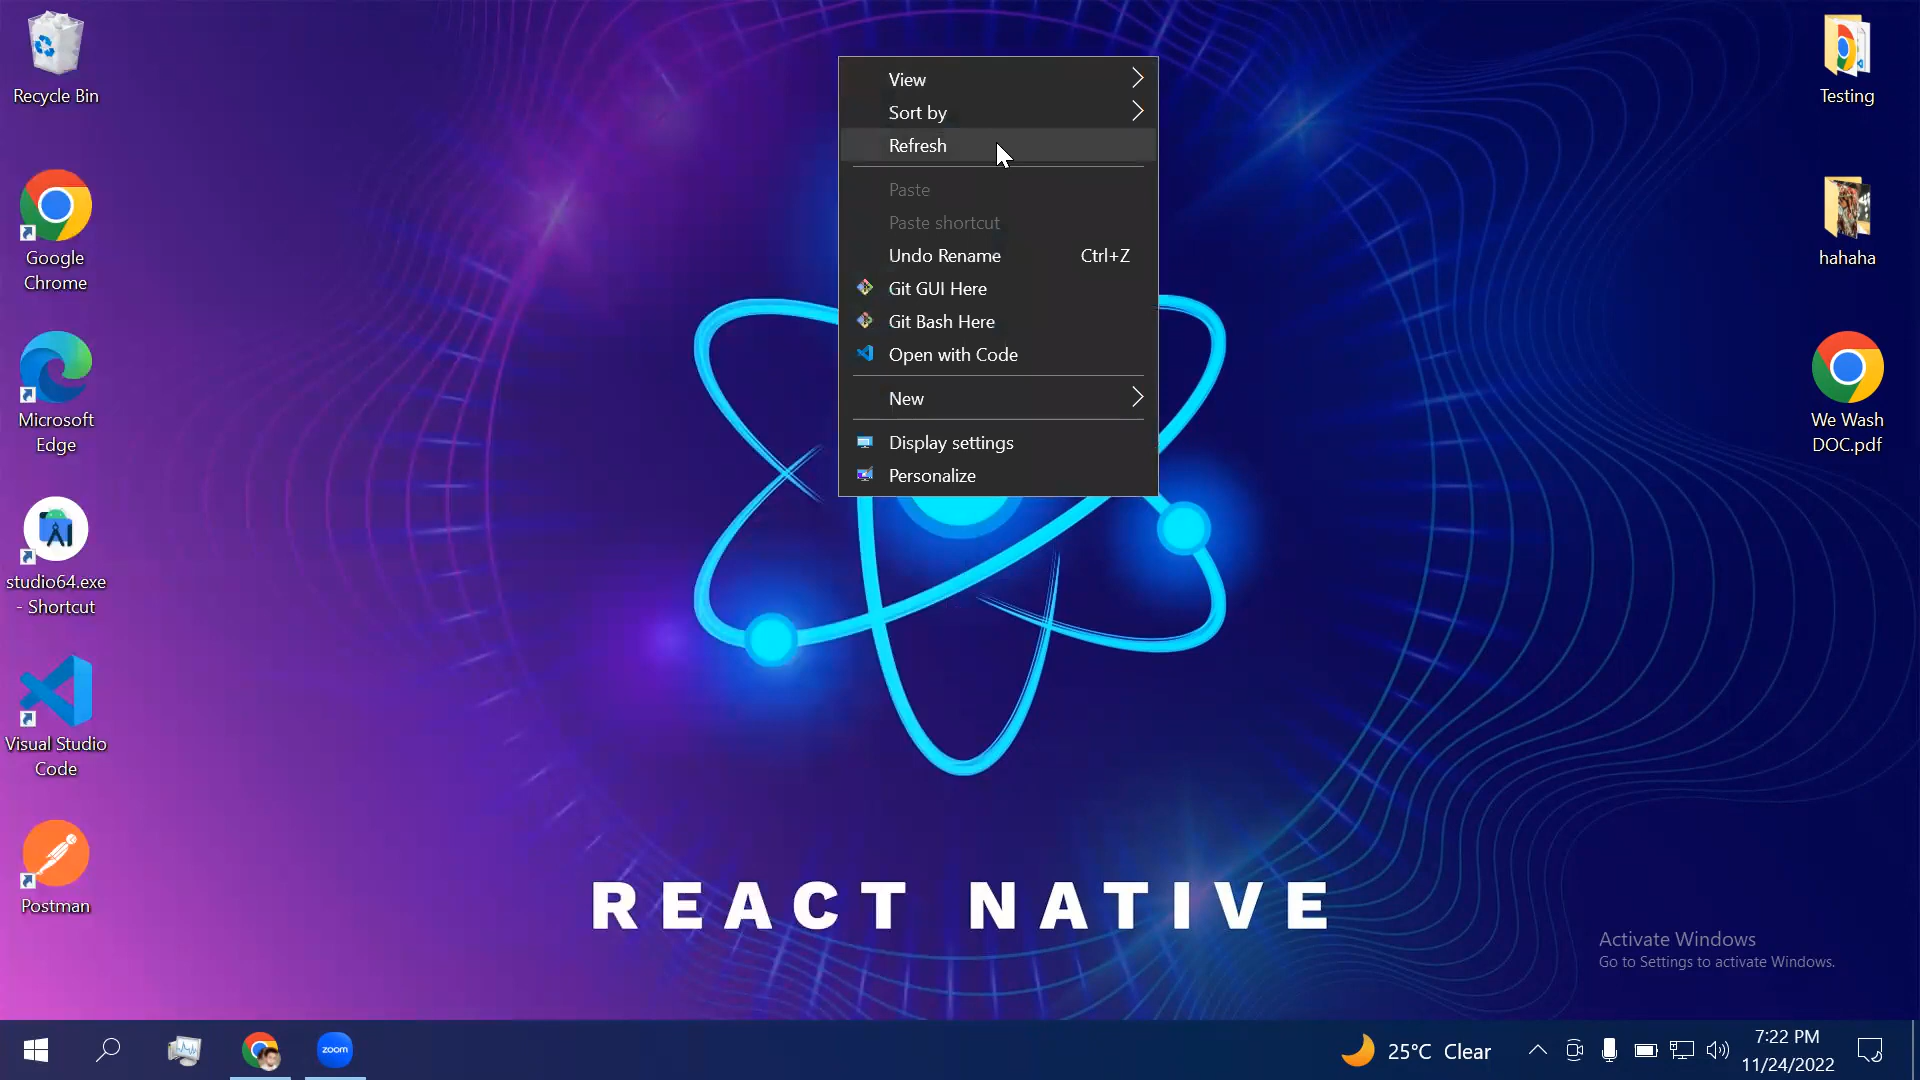 Recycle Bin
Google
Chrome
Microsoft
Edge
studio64.exe
- Shortcut
Visual Studio
Code
Postman
View
Sort by
Refresh
Paste
Paste shortcut
Undo Rename Ctrl+Z
Git GUI Here
Git Bash Here
Open with Code
New
Display settings
Personalize
Testing
hahaha
We Wash
DOC.pdf
REACT NATIVE
Activate Windows
Go to Settings to activate Windows.
zoom
25°C Clear
7:22 PM
11/24/2022